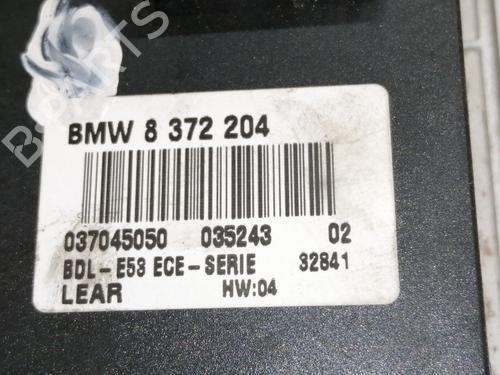 BMW 8 372 204
037045050 035243 02
BDL-E53 ECE-SERIE 32841
LEAR HW:04